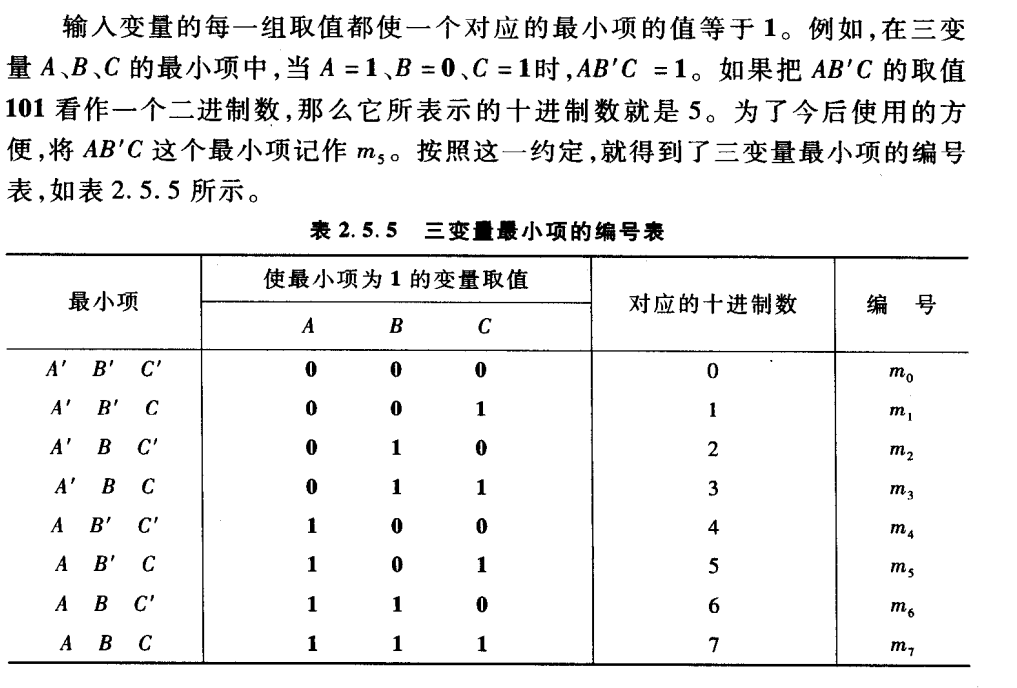 输入变量的每一组取值都使一个对应的最小项的值等于 1。例如,在三变
量 A、B、C 的最小项中,当 A = 1、B = 0、C = 1时,AB′C = 1。如果把 AB′C 的取值
101 看作一个二进制数,那么它所表示的十进制数就是 5。为了今后使用的方
便,将 AB′C 这个最小项记作 m₅。按照这一约定,就得到了三变量最小项的编号
表,如表 2.5.5 所示。
表 2.5.5 三变量最小项的编号表
最小项 使最小项为 1 的变量取值 对应的十进制数 编 号
A B C
A′ B′ C′ 0 0 0 0 m₀
A′ B′ C 0 0 1 1 m₁
A′ B C′ 0 1 0 2 m₂
A′ B C 0 1 1 3 m₃
A B′ C′ 1 0 0 4 m₄
A B′ C 1 0 1 5 m₅
A B C′ 1 1 0 6 m₆
A B C 1 1 1 7 m₇